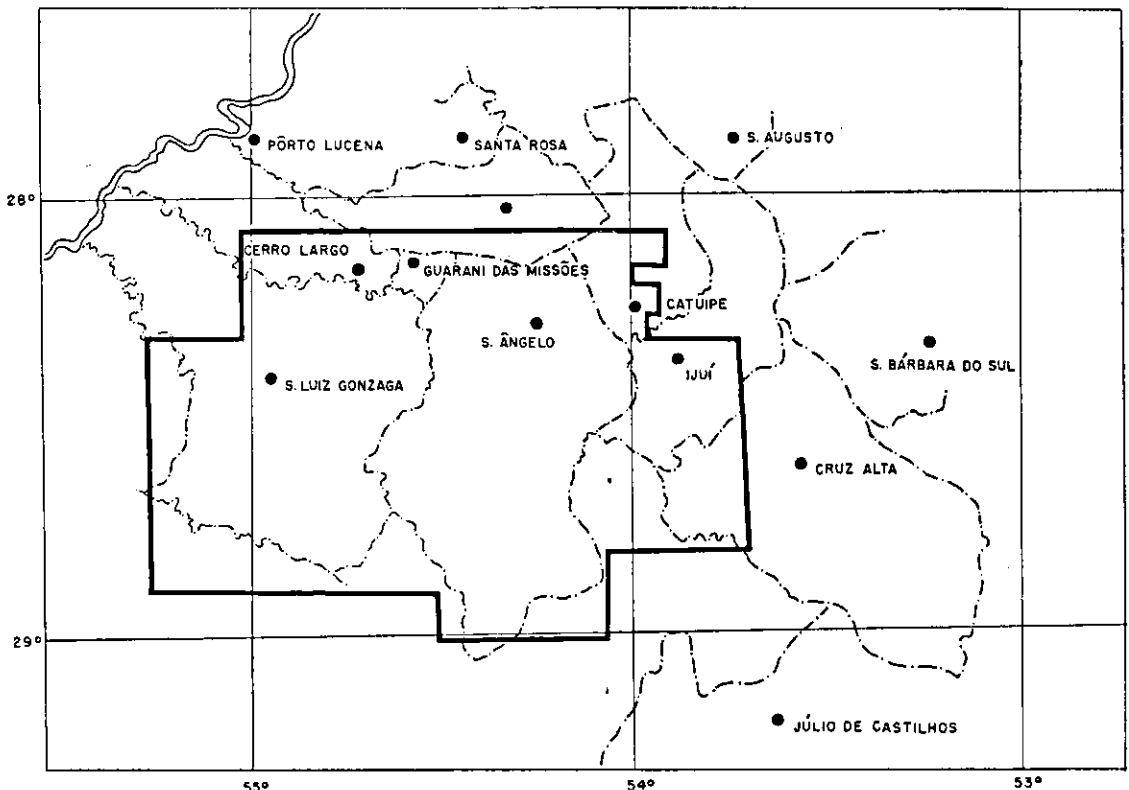 PÔRTO LUCENA
SANTA ROSA
S. AUGUSTO
28°
CERRO LARGO
GUARANI DAS MISSÕES
CATUIPE
S. ÂNGELO
IJUÍ
S. BÁRBARA DO SUL
S. LUIZ GONZAGA
CRUZ ALTA
29°
JÚLIO DE CASTILHOS
55°
54°
53°